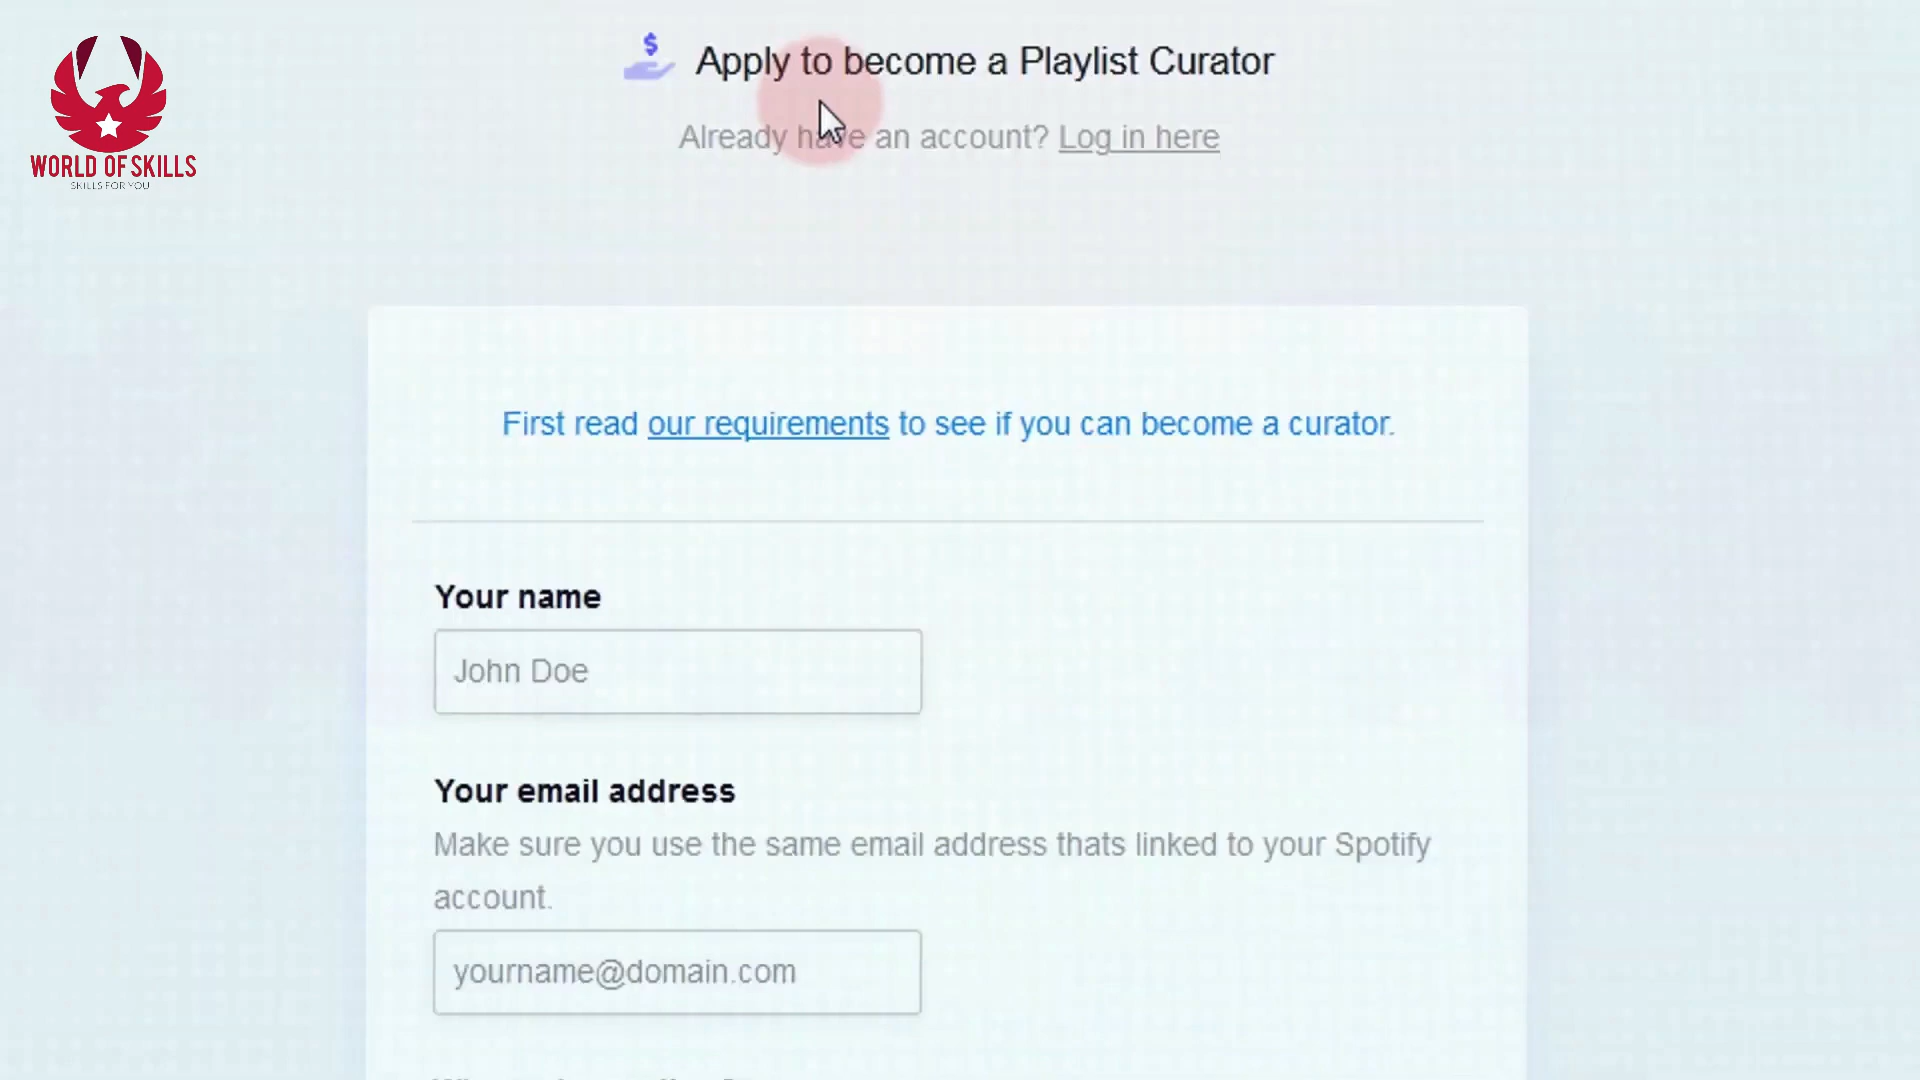 Apply to become a Playlist Curator
Already have an account? Log in here
WORLD OF SKILLS
SKILLS FOR YOU
First read our requirements to see if you can become a curator.
Your name
John Doe
Your email address
Make sure you use the same email address thats linked to your Spotify
account.
yourname@domain.com